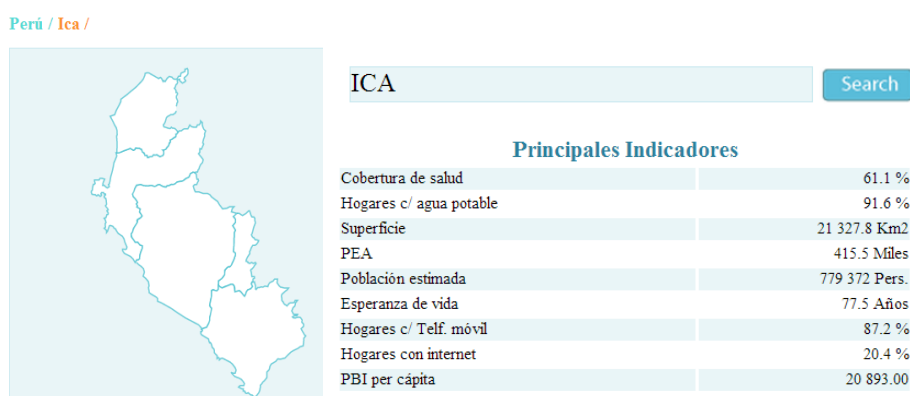 Perú / Ica /
ICA
Search
Principales Indicadores
Cobertura de salud 61.1 %
Hogares c/ agua potable 91.6 %
Superficie 21 327.8 Km2
PEA 415.5 Miles
Población estimada 779 372 Pers.
Esperanza de vida 77.5 Años
Hogares c/ Telf. móvil 87.2 %
Hogares con internet 20.4 %
PBI per cápita 20 893.00